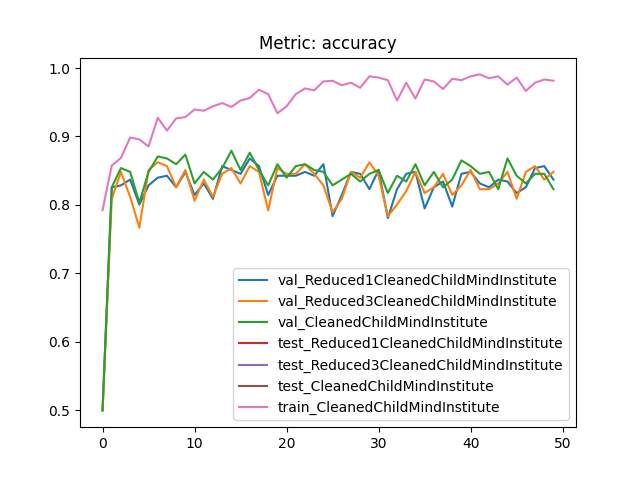 Metric: accuracy
1.0
0.9
0.8
0.7
0.6
0.5
val_Reduced1CleanedChildMindInstitute
val_Reduced3CleanedChildMindInstitute
val_CleanedChildMindInstitute
test_Reduced1CleanedChildMindInstitute
test_Reduced3CleanedChildMindInstitute
test_CleanedChildMindInstitute
train_CleanedChildMindInstitute
0 10 20 30 40 50